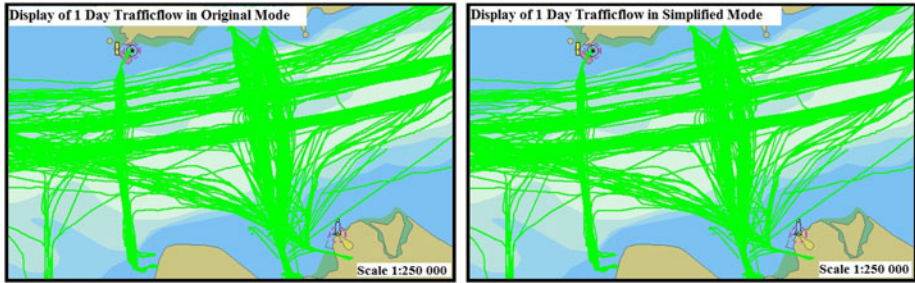 Display of 1 Day Trafficflow in Original Mode
Scale 1:250 000
Display of 1 Day Trafficflow in Simplified Mode
Scale 1:250 000